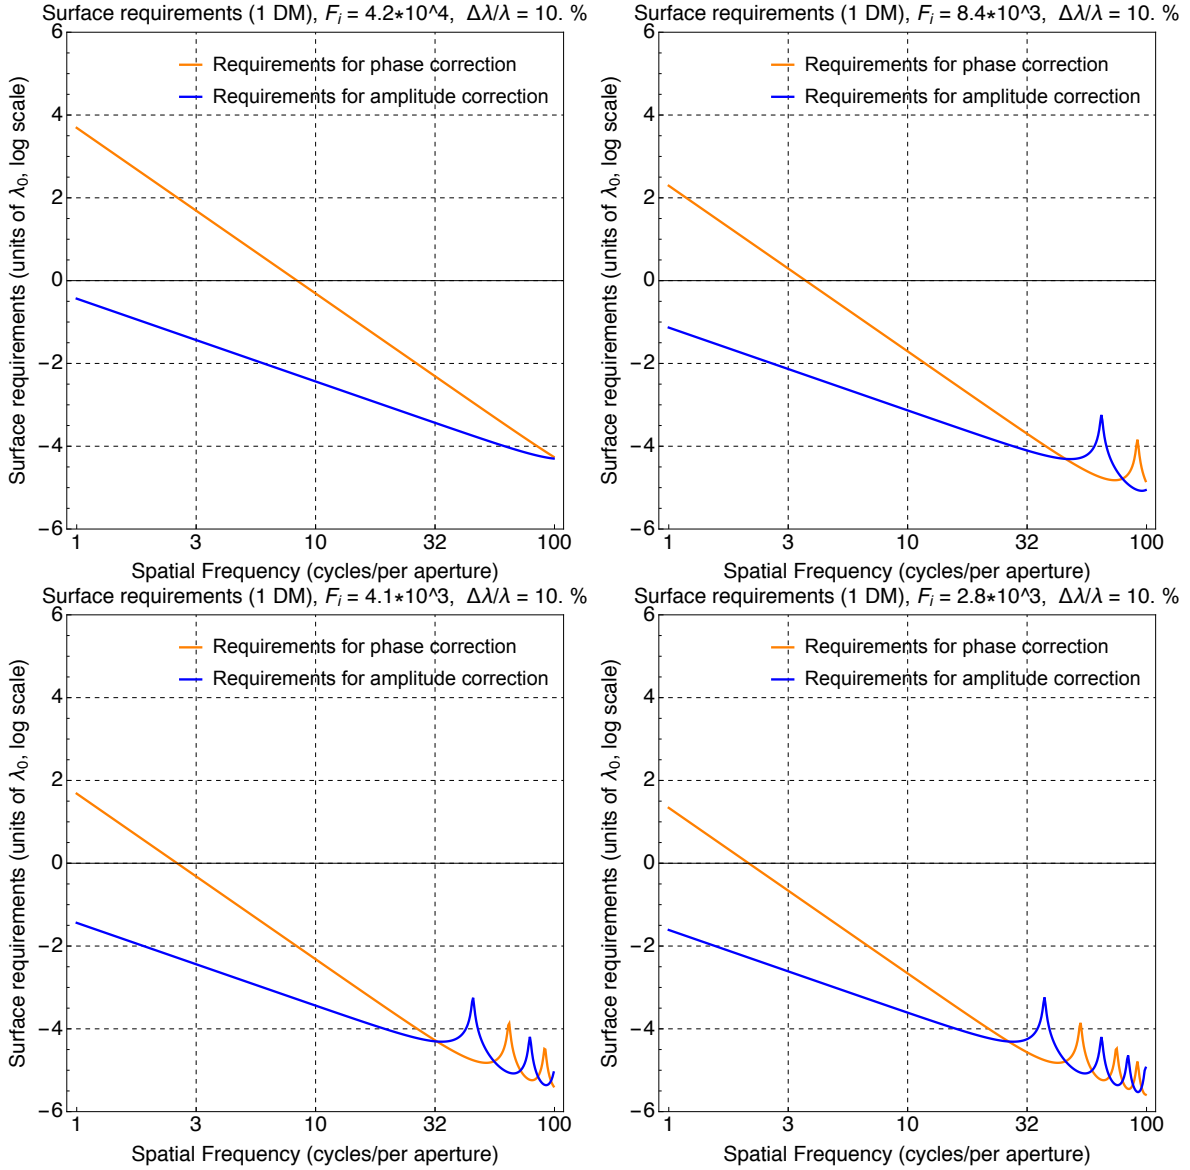 Surface requirements (1 DM), F_i = 4.2*10^4, Δλ/λ = 10. %
Requirements for phase correction
Requirements for amplitude correction
Surface requirements (units of λ₀, log scale)
6
4
2
0
−2
−4
−6
1 3 10 32 100
Spatial Frequency (cycles/per aperture)
Surface requirements (1 DM), F_i = 8.4*10^3, Δλ/λ = 10. %
Requirements for phase correction
Requirements for amplitude correction
Surface requirements (units of λ₀, log scale)
6
4
2
0
−2
−4
−6
1 3 10 32 100
Spatial Frequency (cycles/per aperture)
Surface requirements (1 DM), F_i = 4.1*10^3, Δλ/λ = 10. %
Requirements for phase correction
Requirements for amplitude correction
Surface requirements (units of λ₀, log scale)
6
4
2
0
−2
−4
−6
1 3 10 32 100
Spatial Frequency (cycles/per aperture)
Surface requirements (1 DM), F_i = 2.8*10^3, Δλ/λ = 10. %
Requirements for phase correction
Requirements for amplitude correction
Surface requirements (units of λ₀, log scale)
6
4
2
0
−2
−4
−6
1 3 10 32 100
Spatial Frequency (cycles/per aperture)